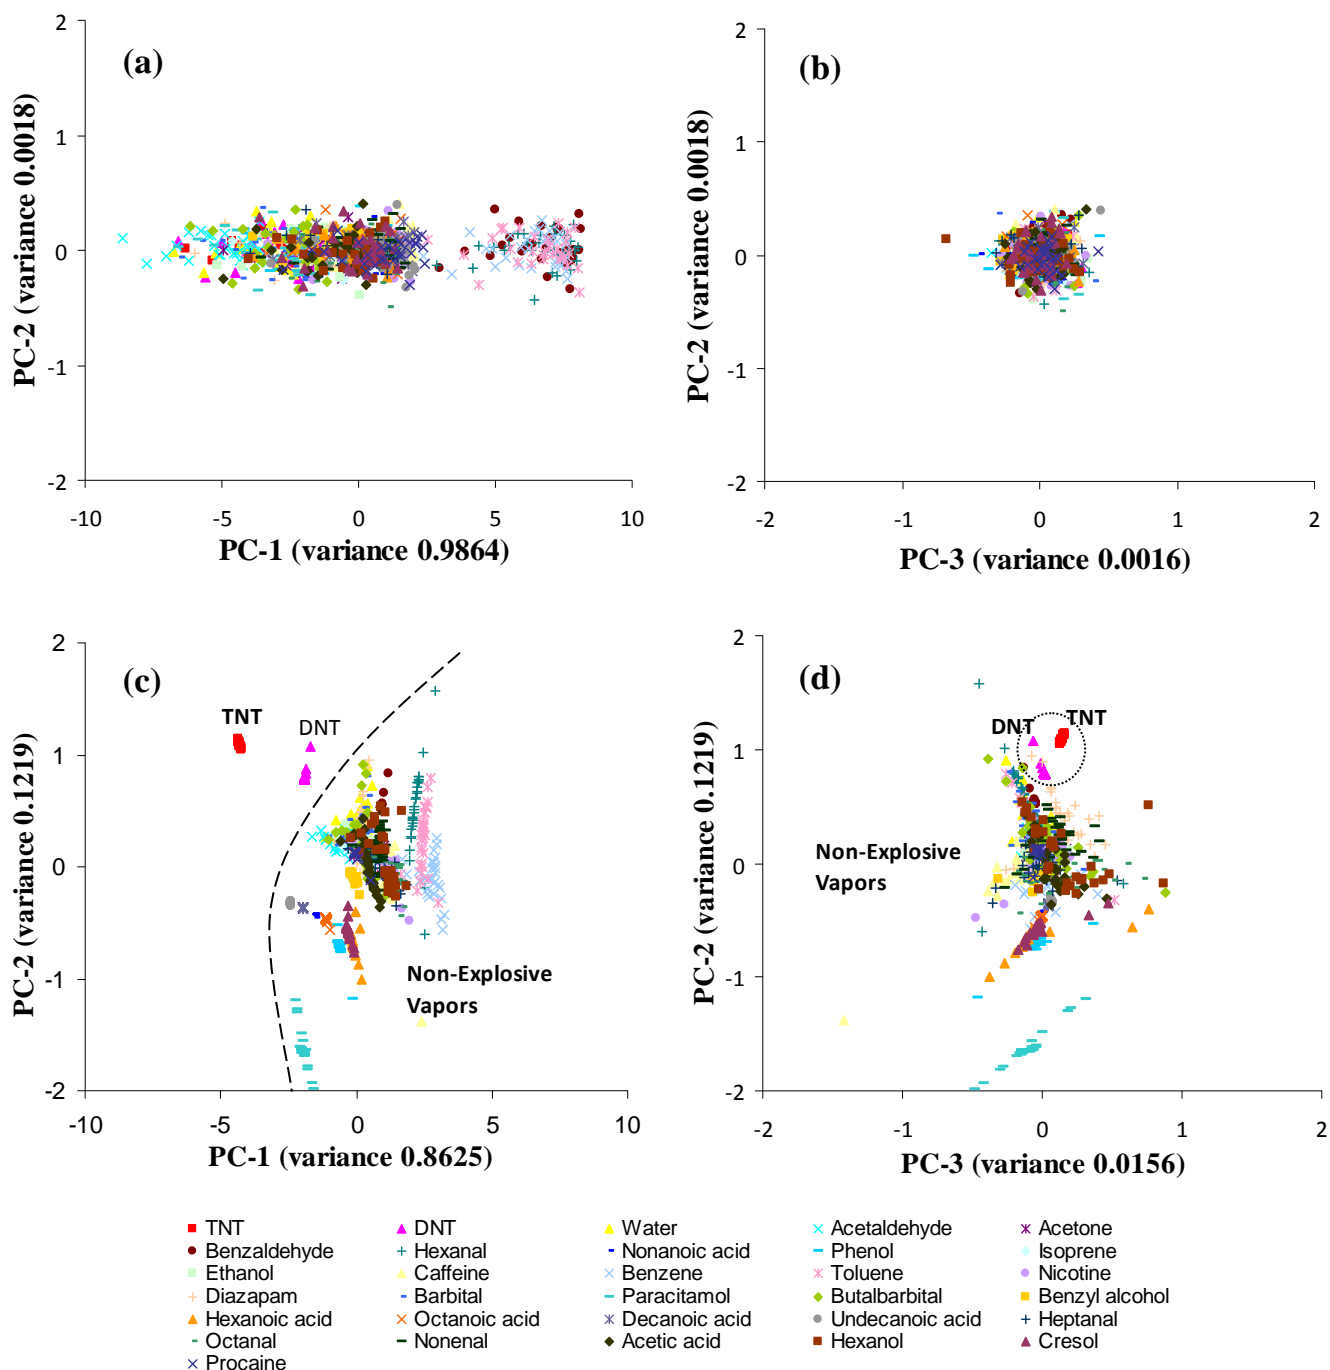 (a)
2
1
0
-1
-2
-10
-5
0
5
10
PC-2 (variance 0.0018)
PC-1 (variance 0.9864)
(b)
2
1
0
-1
-2
-2
-1
0
1
2
PC-2 (variance 0.0018)
PC-3 (variance 0.0016)
(c)
2
1
0
-1
-2
-10
-5
0
5
10
TNT
DNT
Non-Explosive
Vapors
PC-2 (variance 0.1219)
PC-1 (variance 0.8625)
(d)
2
1
0
-1
-2
-2
-1
0
1
2
DNT
TNT
Non-Explosive
Vapors
PC-2 (variance 0.1219)
PC-3 (variance 0.0156)
TNT DNT Water Acetaldehyde Acetone
Benzaldehyde Hexanal Nonanoic acid Phenol Isoprene
Ethanol Caffeine Benzene Toluene Nicotine
Diazapam Barbital Paracitamol Butalbarbital Benzyl alcohol
Hexanoic acid Octanoic acid Decanoic acid Undecanoic acid Heptanal
Octanal Nonenal Acetic acid Hexanol Cresol
Procaine